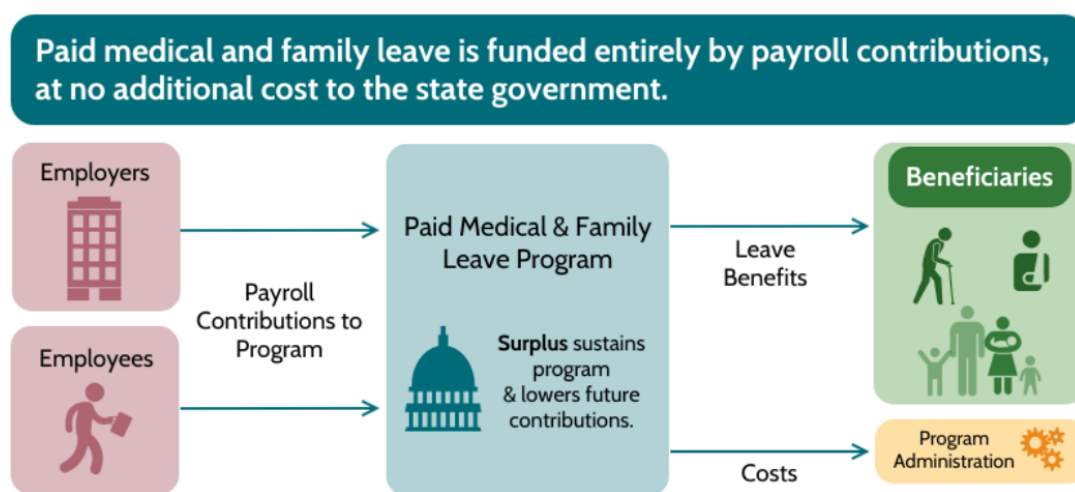 Paid medical and family leave is funded entirely by payroll contributions,
at no additional cost to the state government.
Employers
Employees
Payroll
Contributions to
Program
Paid Medical & Family
Leave Program
Surplus sustains
program
& lowers future
contributions.
Leave
Benefits
Costs
Beneficiaries
Program
Administration